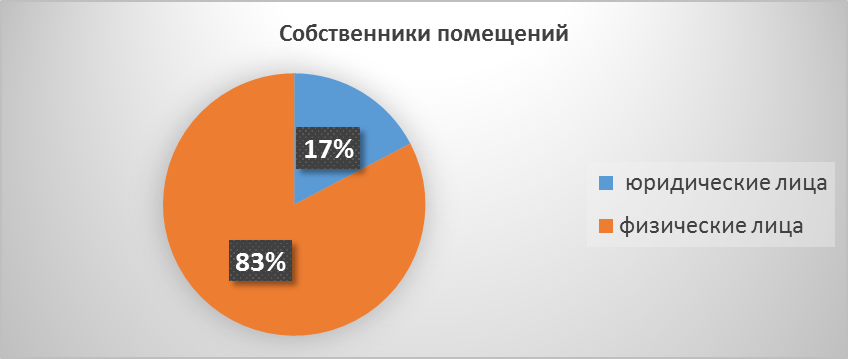 Собственники помещений
17%
83%
юридические лица
физические лица